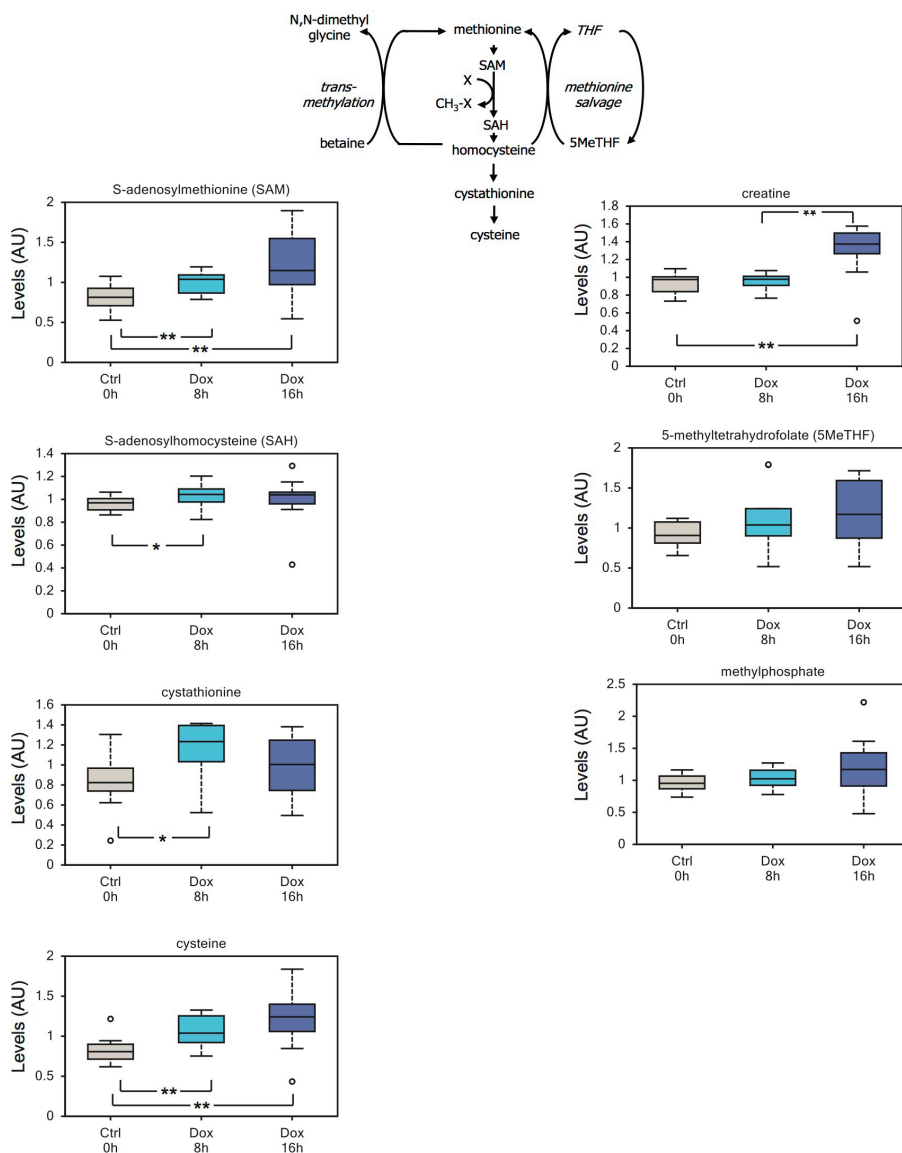 N,N-dimethyl
glycine
methionine
THF
SAM
X
trans-
methylation
methionine
salvage
CH3-X
SAH
betaine
homocysteine
5MeTHF
cystathionine
cysteine
S-adenosylmethionine (SAM)
Levels (AU)
2
1.5
1
0.5
0
**
**
Ctrl
0h
Dox
8h
Dox
16h
creatine
Levels (AU)
1.8
1.6
1.4
1.2
1
0.8
0.6
0.4
0.2
0
**
**
Ctrl
0h
Dox
8h
Dox
16h
S-adenosylhomocysteine (SAH)
Levels (AU)
1.4
1.2
1
0.8
0.6
0.4
0.2
0
*
Ctrl
0h
Dox
8h
Dox
16h
5-methyltetrahydrofolate (5MeTHF)
Levels (AU)
2
1.5
1
0.5
0
Ctrl
0h
Dox
8h
Dox
16h
cystathionine
Levels (AU)
1.6
1.4
1.2
1
0.8
0.6
0.4
0.2
0
*
Ctrl
0h
Dox
8h
Dox
16h
methylphosphate
Levels (AU)
2.5
2
1.5
1
0.5
0
Ctrl
0h
Dox
8h
Dox
16h
cysteine
Levels (AU)
2
1.5
1
0.5
0
**
**
Ctrl
0h
Dox
8h
Dox
16h